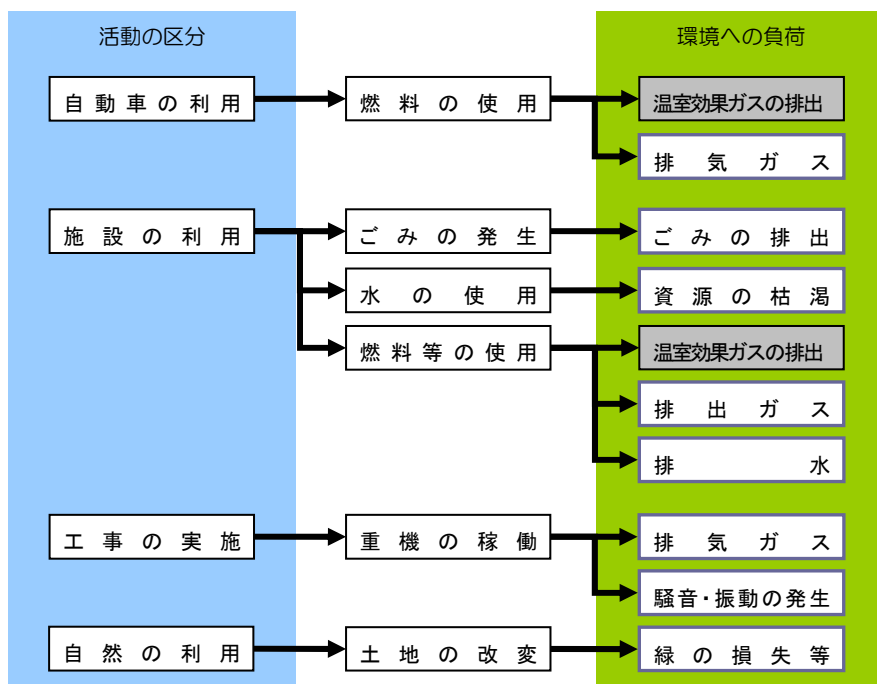 活動の区分
環境への負荷
自動車の利用
燃料の使用
温室効果ガスの排出
排気ガス
施設の利用
ごみの発生
ごみの排出
水の使用
資源の枯渇
燃料等の使用
温室効果ガスの排出
排出ガス
排水
工事の実施
重機の稼働
排気ガス
騒音・振動の発生
自然の利用
土地の改変
緑の損失等